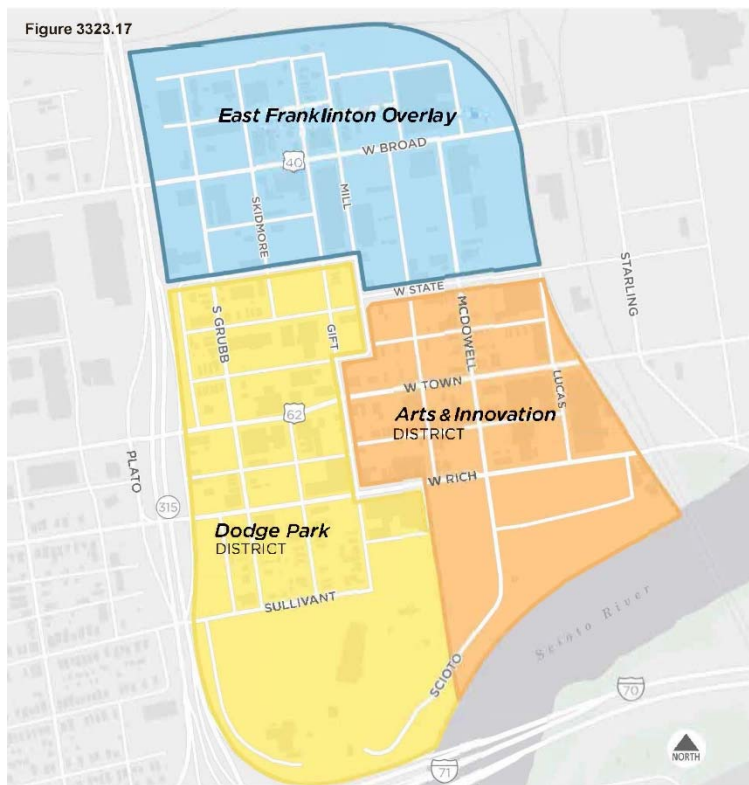 Figure 3323.17
East Franklinton Overlay
W BROAD
40
MILL
SKIDMORE
STARLING
W STATE
S GRUBB
GIFT
MCDOWELL
W TOWN
LUCAS
62
Arts & Innovation
DISTRICT
PLATO
W RICH
315
Dodge Park
DISTRICT
SULLIVANT
Scioto River
SCIOTO
70
71
NORTH